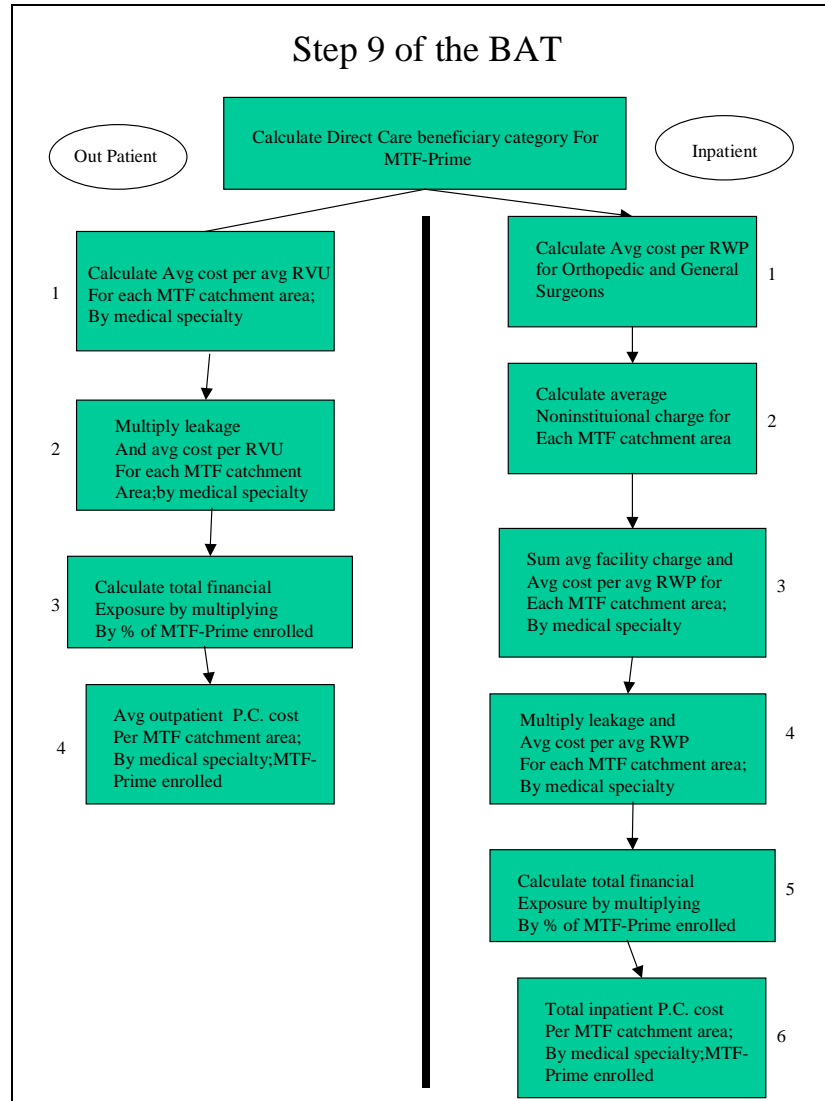 Step 9 of the BAT
Calculate Direct Care beneficiary category For
MTF-Prime
Out Patient
Inpatient
1
Calculate Avg cost per avg RVU
For each MTF catchment area;
By medical specialty
2
Multiply leakage
And avg cost per RVU
For each MTF catchment
Area;by medical specialty
3
Calculate total financial
Exposure by multiplying
By % of MTF-Prime enrolled
4
Avg outpatient P.C. cost
Per MTF catchment area;
By medical specialty;MTF-
Prime enrolled
Calculate Avg cost per RWP
for Orthopedic and General
Surgeons
1
Calculate average
Noninstituional charge for
Each MTF catchment area
2
Sum avg facility charge and
Avg cost per avg RWP for
Each MTF catchment area;
By medical specialty
3
Multiply leakage and
Avg cost per avg RWP
For each MTF catchment area;
By medical specialty
4
Calculate total financial
Exposure by multiplying
By % of MTF-Prime enrolled
5
Total inpatient P.C. cost
Per MTF catchment area;
By medical specialty;MTF-
Prime enrolled
6